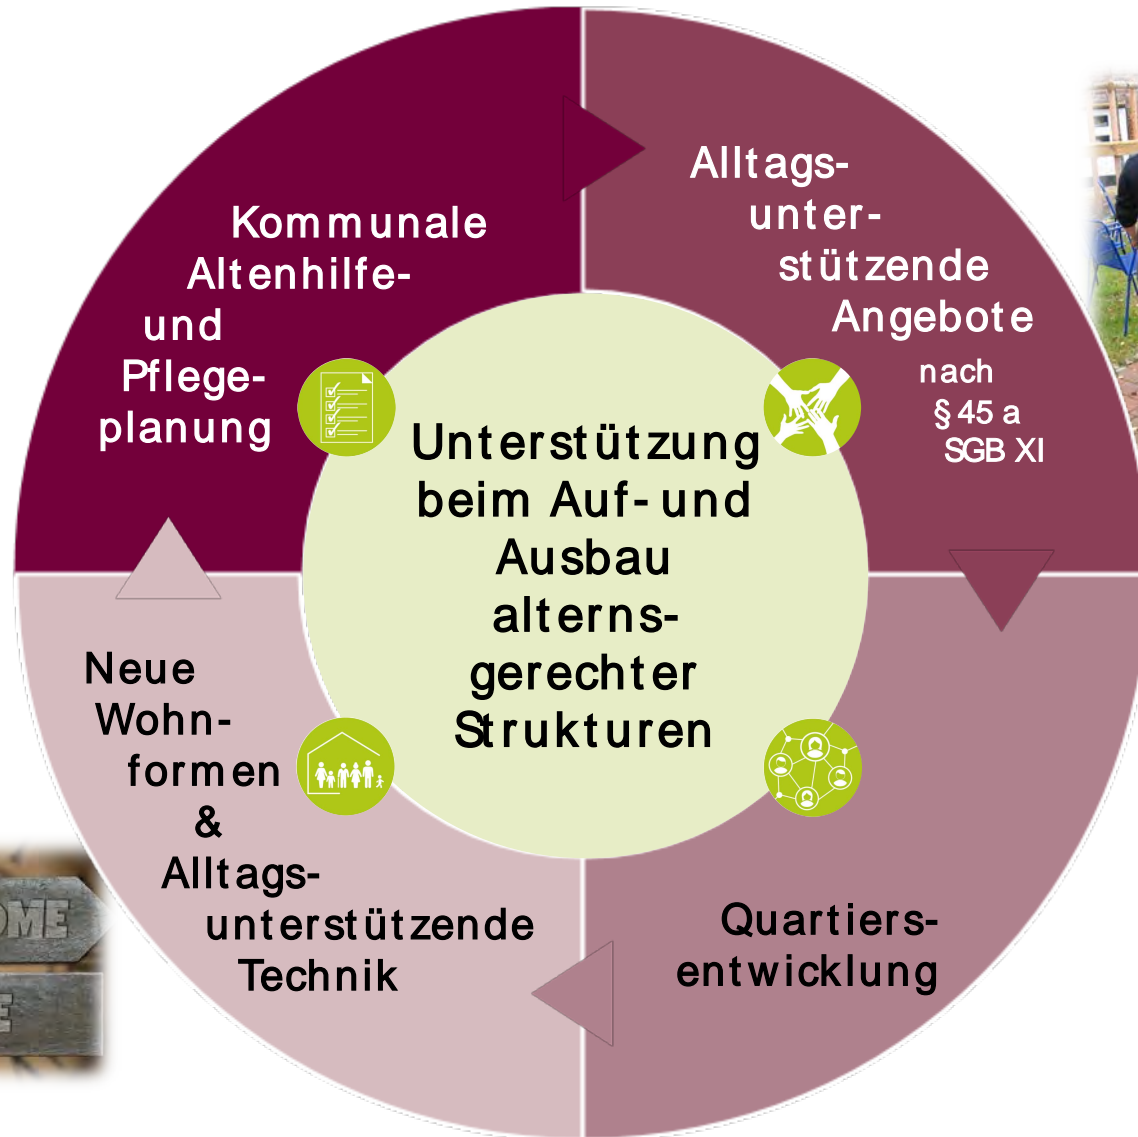 Kommunale
Altenhilfe-
und
Pflege-
planung
Alltags-
unter-
stützende
Angebote
nach
§ 45 a
SGB XI
Unterstützung
beim Auf- und
Ausbau
alterns-
gerechter
Strukturen
Neue
Wohn-
formen
&
Alltags-
unterstützende
Technik
Quartiers-
entwicklung
OME
E